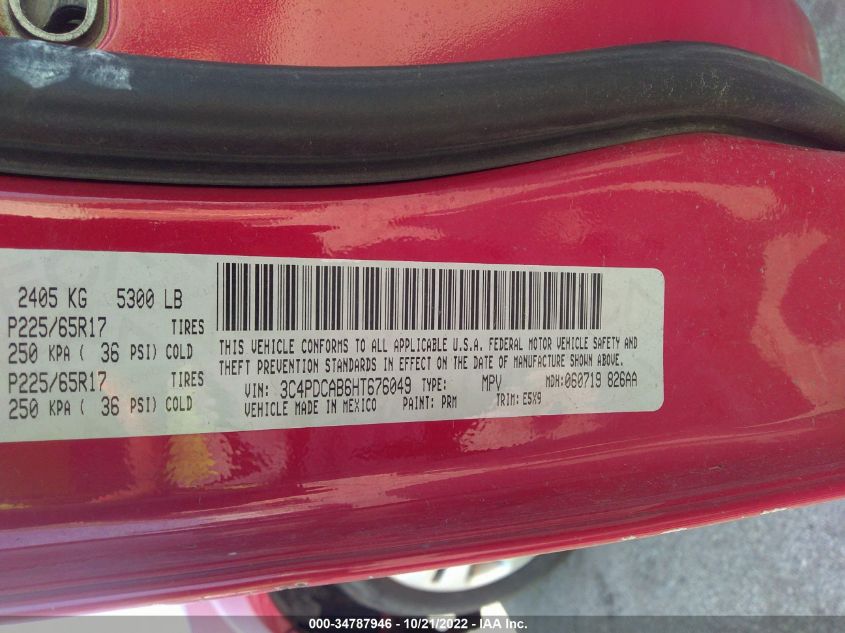 2405 KG 5300 LB
P225/65R17 TIRES
250 KPA ( 36 PSI) COLD
P225/65R17 TIRES
250 KPA ( 36 PSI) COLD
THIS VEHICLE CONFORMS TO ALL APPLICABLE U.S.A. FEDERAL MOTOR VEHICLE SAFETY AND
THEFT PREVENTION STANDARDS IN EFFECT ON THE DATE OF MANUFACTURE SHOWN ABOVE.
VIN: 3C4PDCAB6HT676049 TYPE: MPV MDH:060719 826AA
VEHICLE MADE IN MEXICO PAINT: PRM TRIM: E5X9
000-34787946 - 10/21/2022 - IAA Inc.